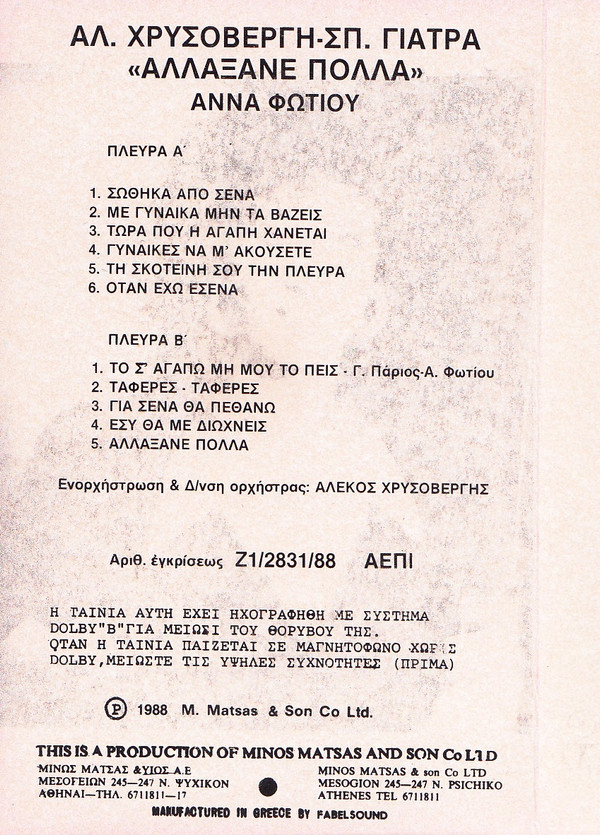 ΑΛ. ΧΡΥΣΟΒΕΡΓΗ-ΣΠ. ΓΙΑΤΡΑ
«ΑΛΛΑΞΑΝΕ ΠΟΛΛΑ»
ΑΝΝΑ ΦΩΤΙΟΥ
ΠΛΕΥΡΑ Α΄
1. ΣΩΘΗΚΑ ΑΠΟ ΣΕΝΑ
2. ΜΕ ΓΥΝΑΙΚΑ ΜΗΝ ΤΑ ΒΑΖΕΙΣ
3. ΤΩΡΑ ΠΟΥ Η ΑΓΑΠΗ ΧΑΝΕΤΑΙ
4. ΓΥΝΑΙΚΕΣ ΝΑ Μ' ΑΚΟΥΣΕΤΕ
5. ΤΗ ΣΚΟΤΕΙΝΗ ΣΟΥ ΤΗΝ ΠΛΕΥΡΑ
6. ΟΤΑΝ ΕΧΩ ΕΣΕΝΑ
ΠΛΕΥΡΑ Β΄
1. ΤΟ Σ' ΑΓΑΠΩ ΜΗ ΜΟΥ ΤΟ ΠΕΙΣ - Γ. Πάριος-Α. Φωτίου
2. ΤΑΦΕΡΕΣ - ΤΑΦΕΡΕΣ
3. ΓΙΑ ΣΕΝΑ ΘΑ ΠΕΘΑΝΩ
4. ΕΣΥ ΘΑ ΜΕ ΔΙΩΧΝΕΙΣ
5. ΑΛΛΑΞΑΝΕ ΠΟΛΛΑ
Ενορχήστρωση & Δ/νση ορχήστρας: ΑΛΕΚΟΣ ΧΡΥΣΟΒΕΡΓΗΣ
Αριθ. έγκρίσεως Ζ1/2831/88 ΑΕΠΙ
Η ΤΑΙΝΙΑ ΑΥΤΗ ΕΧΕΙ ΗΧΟΓΡΑΦΗΘΗ ΜΕ ΣΥΣΤΗΜΑ
DOLBY"B"ΓΙΑ ΜΕΙΩΣΙ ΤΟΥ ΘΟΡΥΒΟΥ ΤΗΣ.
ΟΤΑΝ Η ΤΑΙΝΙΑ ΠΑΙΖΕΤΑΙ ΣΕ ΜΑΓΝΗΤΟΦΩΝΟ ΧΩΡΙΣ
DOLBY,ΜΕΙΩΣΤΕ ΤΙΣ ΥΨΗΛΕΣ ΣΥΧΝΟΤΗΤΕΣ (ΠΡΙΜΑ)
Ⓟ 1988 M. Matsas & Son Co Ltd.
THIS IS A PRODUCTION OF MINOS MATSAS AND SON Co LTD
ΜΙΝΩΣ ΜΑΤΣΑΣ & ΥΙΟΣ Α.Ε MINOS MATSAS & son Co LTD
ΜΕΣΟΓΕΙΩΝ 245—247 Ν. ΨΥΧΙΚΟΝ MESOGION 245-247 N. PSICHIKO
ΑΘΗΝΑΙ—ΤΗΛ. 6711811—17 ATHENES TEL 6711811
MANUFACTURED IN GREECE BY FABELSOUND